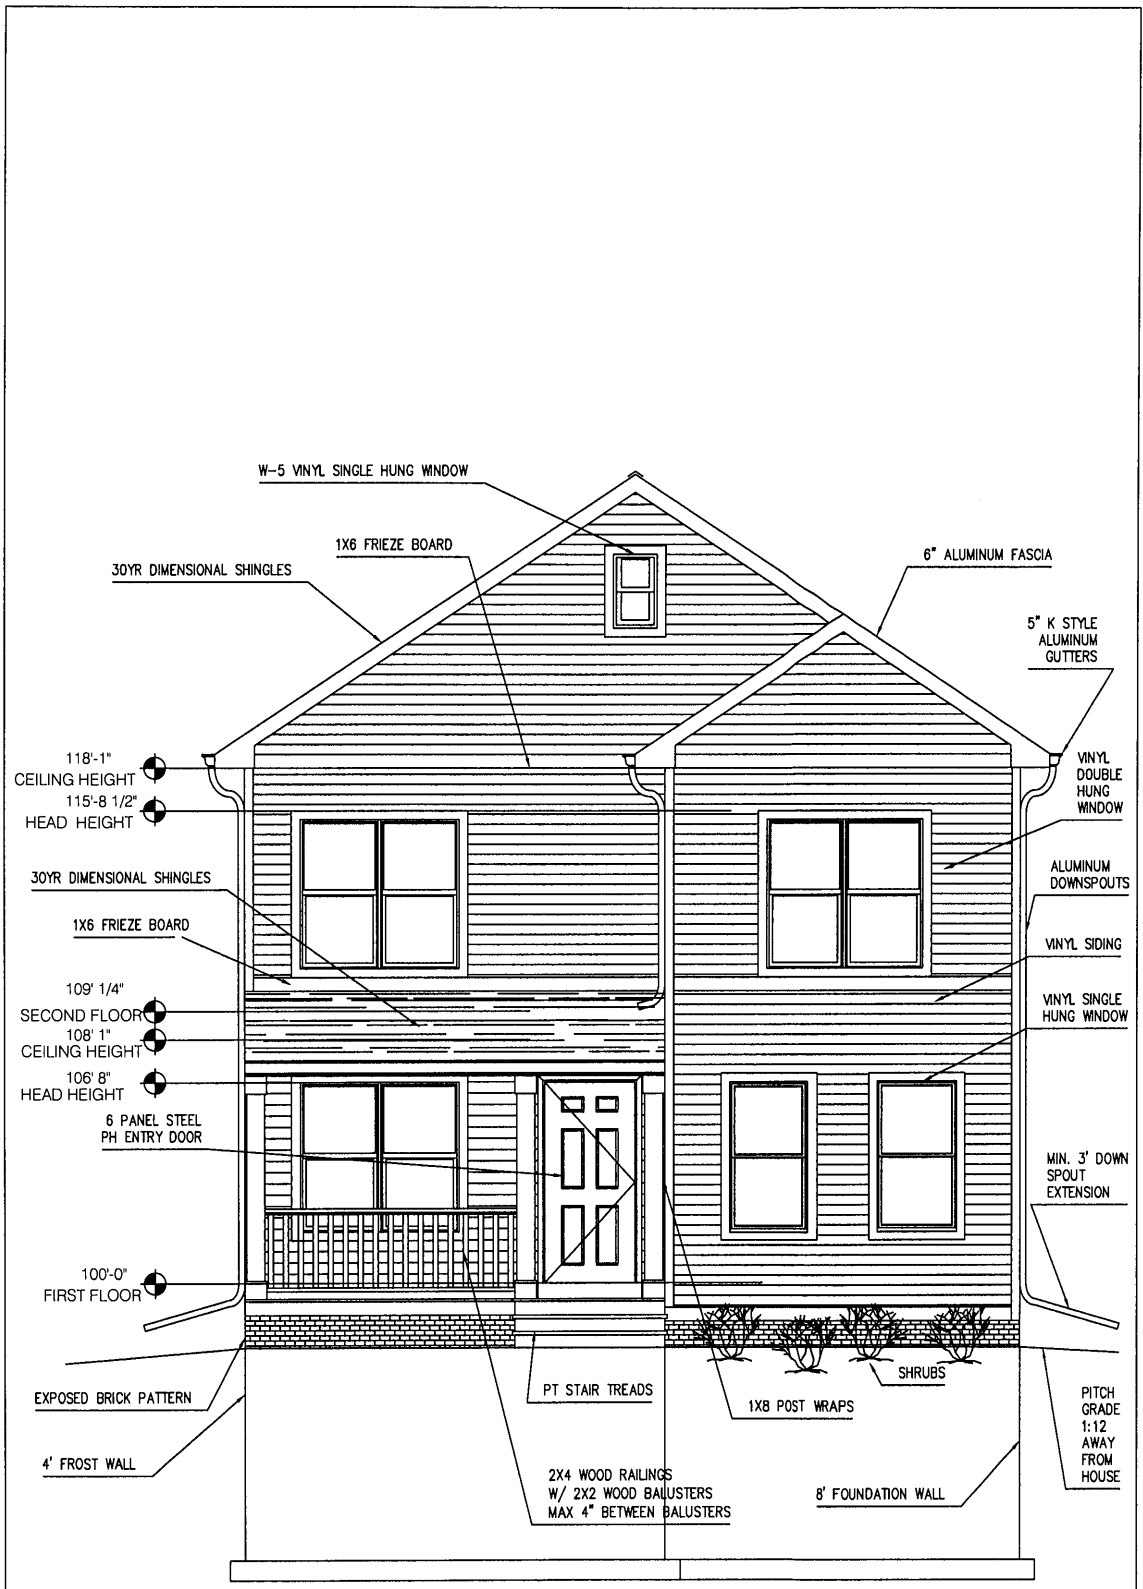 W-5 VINYL SINGLE HUNG WINDOW
1X6 FRIEZE BOARD
6" ALUMINUM FASCIA
30YR DIMENSIONAL SHINGLES
5" K STYLE
ALUMINUM
GUTTERS
118'-1"
CEILING HEIGHT
115'-8 1/2"
HEAD HEIGHT
VINYL
DOUBLE
HUNG
WINDOW
30YR DIMENSIONAL SHINGLES
ALUMINUM
DOWNSPOUTS
1X6 FRIEZE BOARD
VINYL SIDING
109' 1/4"
SECOND FLOOR
VINYL SINGLE
HUNG WINDOW
108' 1"
CEILING HEIGHT
106' 8"
HEAD HEIGHT
6 PANEL STEEL
PH ENTRY DOOR
MIN. 3' DOWN
SPOUT
EXTENSION
100'-0"
FIRST FLOOR
SHRUBS
EXPOSED BRICK PATTERN
PT STAIR TREADS
1X8 POST WRAPS
PITCH
GRADE
1:12
AWAY
FROM
HOUSE
4' FROST WALL
2X4 WOOD RAILINGS
W/ 2X2 WOOD BALUSTERS
MAX 4" BETWEEN BALUSTERS
8' FOUNDATION WALL